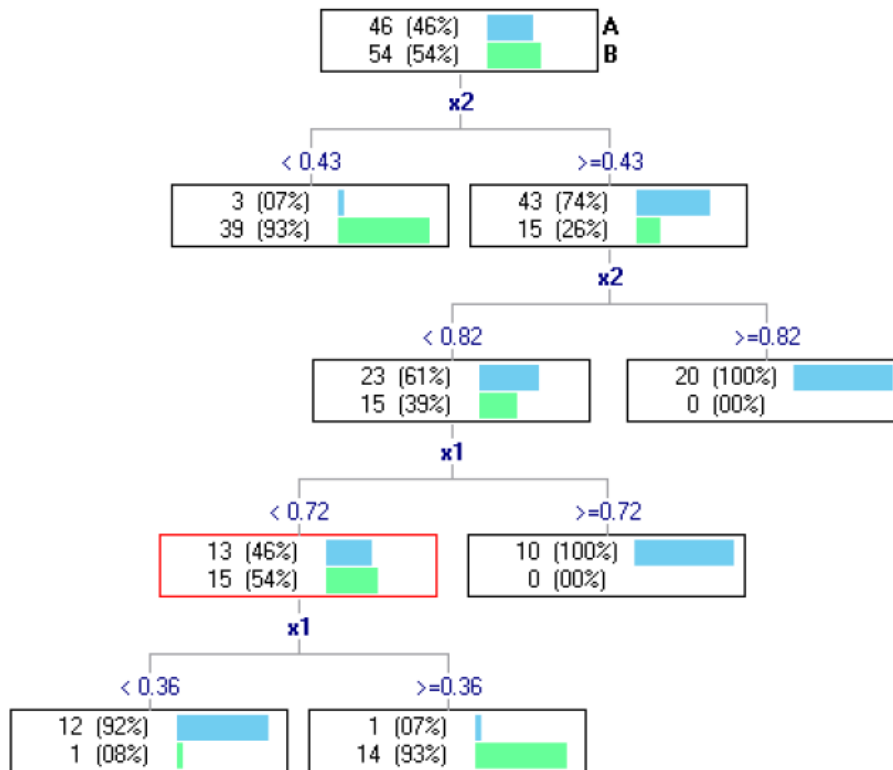 46 (46%) A
54 (54%) B
x2
< 0.43 >=0.43
3 (07%) 43 (74%)
39 (93%) 15 (26%)
x2
< 0.82 >=0.82
23 (61%) 20 (100%)
15 (39%) 0 (00%)
x1
< 0.72 >=0.72
13 (46%) 10 (100%)
15 (54%) 0 (00%)
x1
< 0.36 >=0.36
12 (92%) 1 (07%)
1 (08%) 14 (93%)